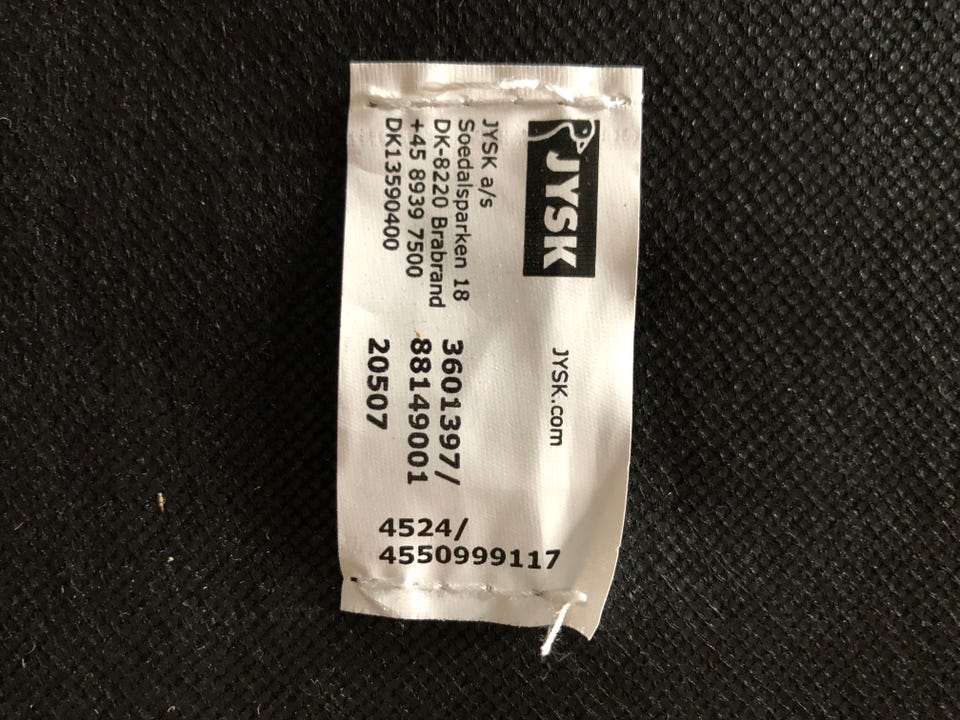 JYSK
JYSK.com
JYSK a/s
Soedalsparken 18
DK-8220 Brabrand
+45 8939 7500
DK13590400
3601397/
88149001
20507
4524/
4550999117